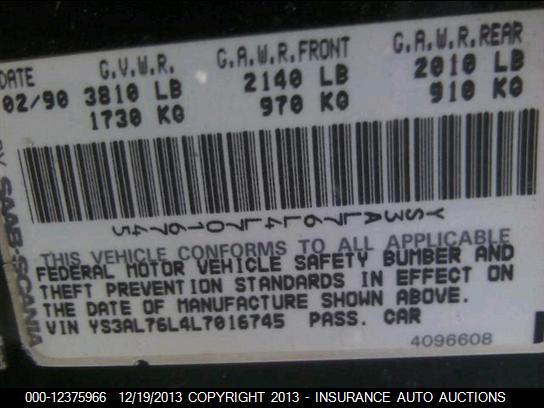 DATE G.V.W.R. G.A.W.R.FRONT G.A.W.R.REAR
02/90 3810 LB 2140 LB 2010 LB
1730 KG 970 KG 910 KG
YS3AL76L4L7016745
BY SAAB-SCANIA
THIS VEHICLE CONFORMS TO ALL APPLICABLE
FEDERAL MOTOR VEHICLE SAFETY BUMBER AND
THEFT PREVENTION STANDARDS IN EFFECT ON
THE DATE OF MANUFACTURE SHOWN ABOVE.
VIN YS3AL76L4L7016745 PASS. CAR
4096608
000-12375966 12/19/2013 COPYRIGHT 2013 - INSURANCE AUTO AUCTIONS